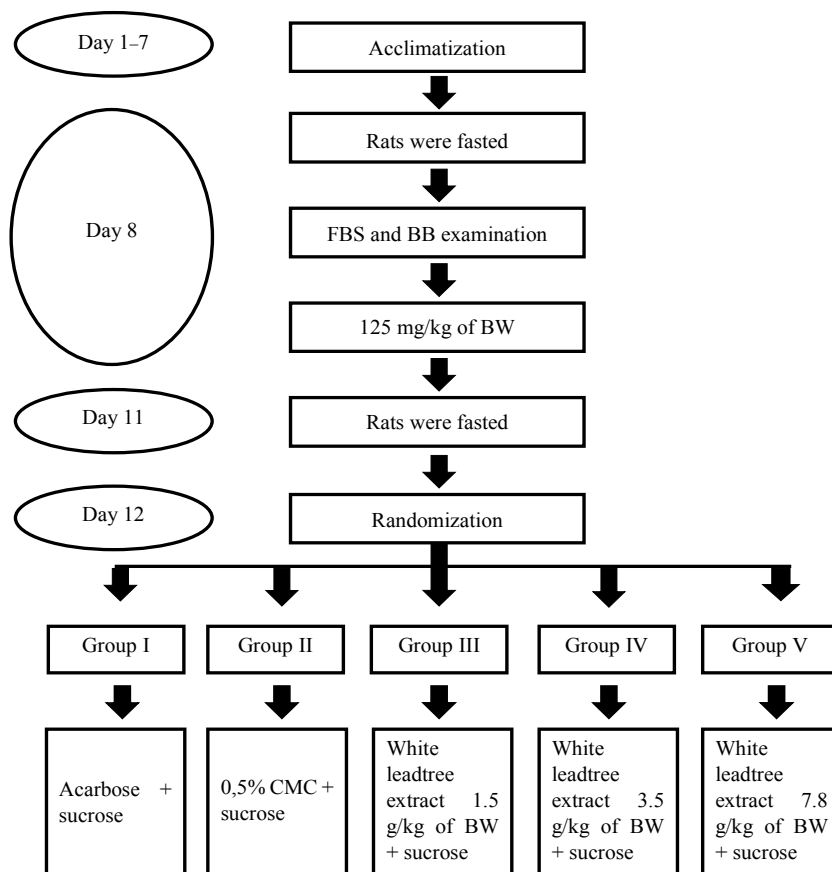 Day 1–7
Acclimatization
Rats were fasted
Day 8
FBS and BB examination
125 mg/kg of BW
Day 11
Rats were fasted
Day 12
Randomization
Group I
Group II
Group III
Group IV
Group V
Acarbose +
sucrose
0,5% CMC +
sucrose
White
leadtree
extract 1.5
g/kg of BW
+ sucrose
White
leadtree
extract 3.5
g/kg of BW
+ sucrose
White
leadtree
extract 7.8
g/kg of BW
+ sucrose